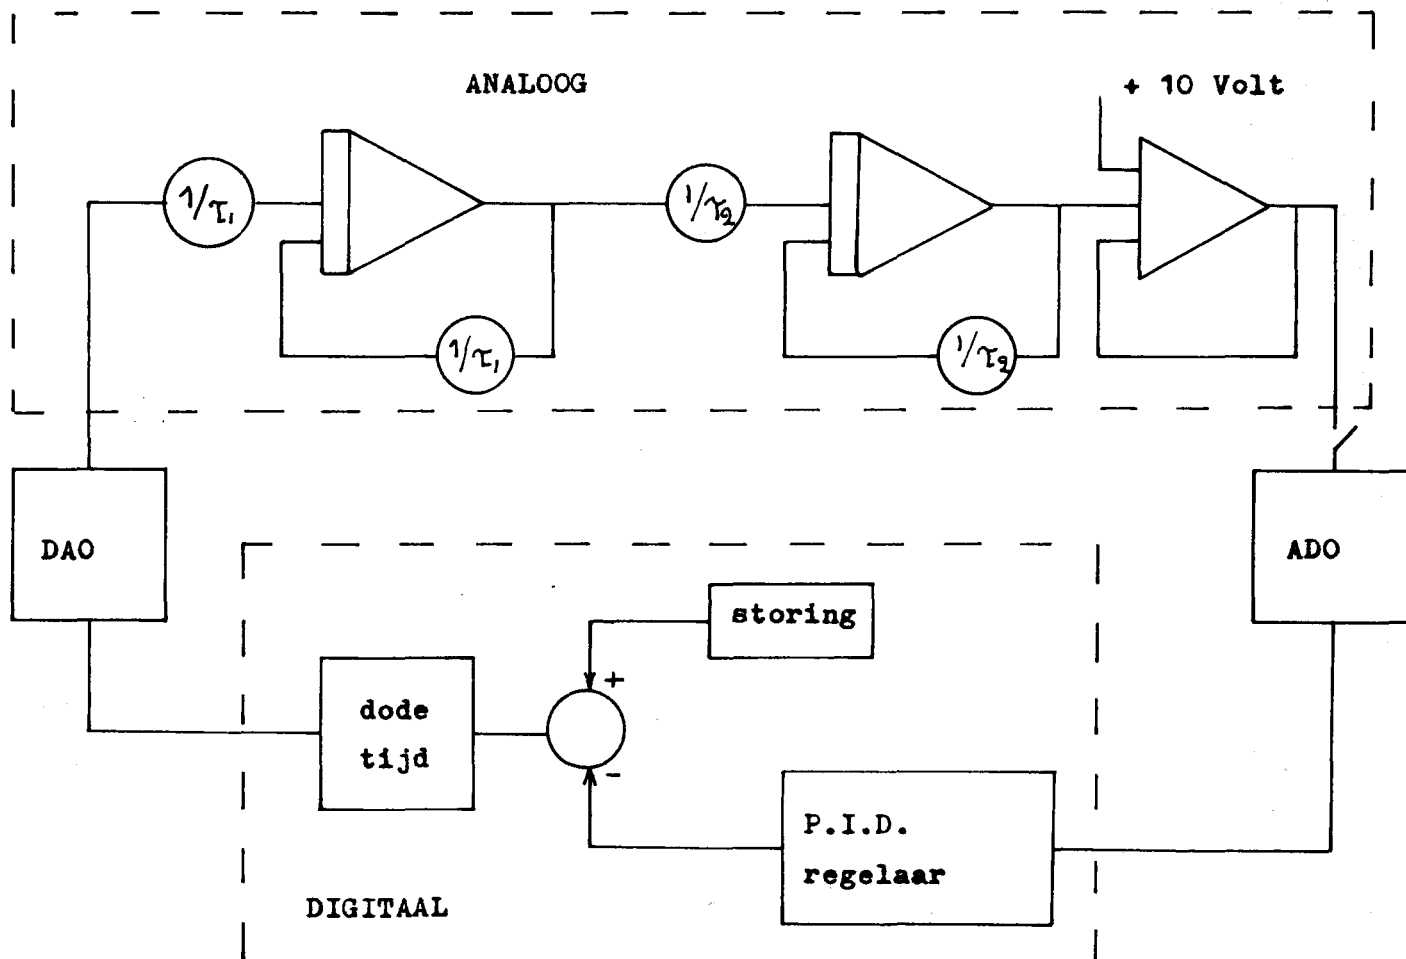 ANALOOG
+ 10 Volt
1/τ₁
1/τ₂
1/τ₁
1/τ₂
DAO
ADO
storing
+
dode
tijd
-
P.I.D.
regelaar
DIGITAAL